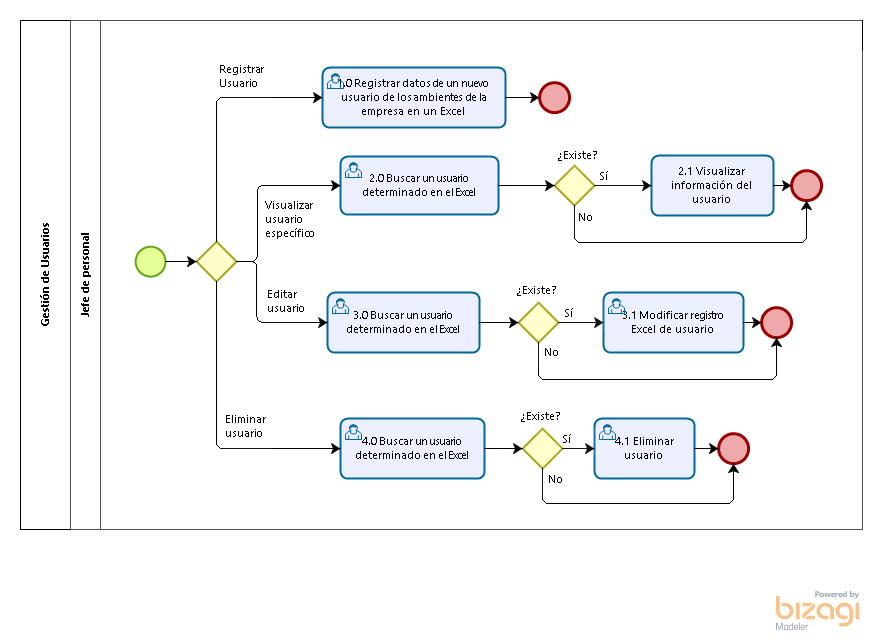 Gestión de Usuarios
Jefe de personal
Registrar
Usuario
1.0 Registrar datos de un nuevo
usuario de los ambientes de la
empresa en un Excel
Visualizar
usuario
específico
2.0 Buscar un usuario
determinado en el Excel
¿Existe?
Sí
No
2.1 Visualizar
información del
usuario
Editar
usuario
3.0 Buscar un usuario
determinado en el Excel
¿Existe?
Sí
No
3.1 Modificar registro
Excel de usuario
Eliminar
usuario
4.0 Buscar un usuario
determinado en el Excel
¿Existe?
Sí
No
4.1 Eliminar
usuario
Powered by
bizagi
Modeler